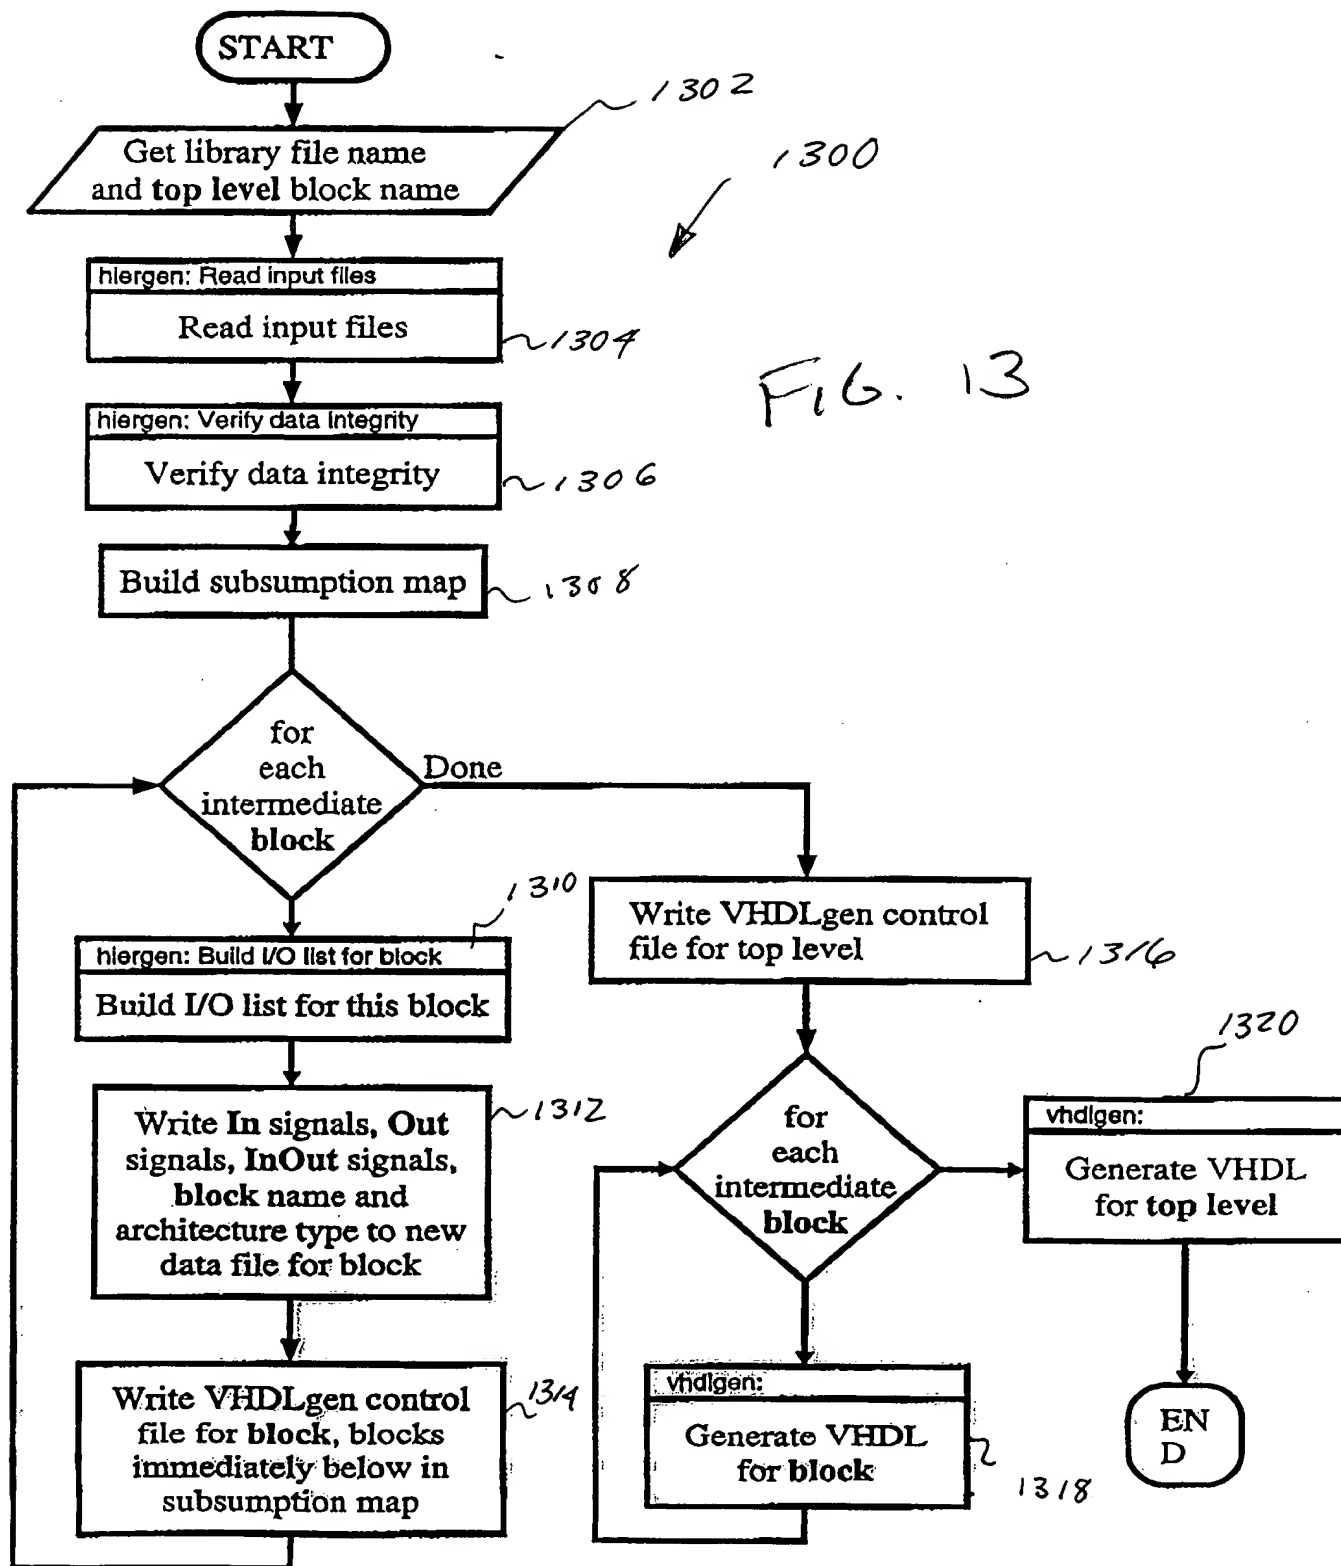 START
1302
Get library file name
and top level block name
1300
hiergen: Read input files
Read input files
1304
FIG. 13
hiergen: Verify data integrity
Verify data integrity
1306
Build subsumption map
1308
for
each
intermediate
block
Done
1310
hiergen: Build I/O list for block
Build I/O list for this block
Write VHDLgen control
file for top level
1316
Write In signals, Out
signals, InOut signals,
block name and
architecture type to new
data file for block
1312
for
each
intermediate
block
1320
vhdlgen:
Generate VHDL
for top level
Write VHDLgen control
file for block, blocks
immediately below in
subsumption map
1314
vhdlgen:
Generate VHDL
for block
1318
EN
D